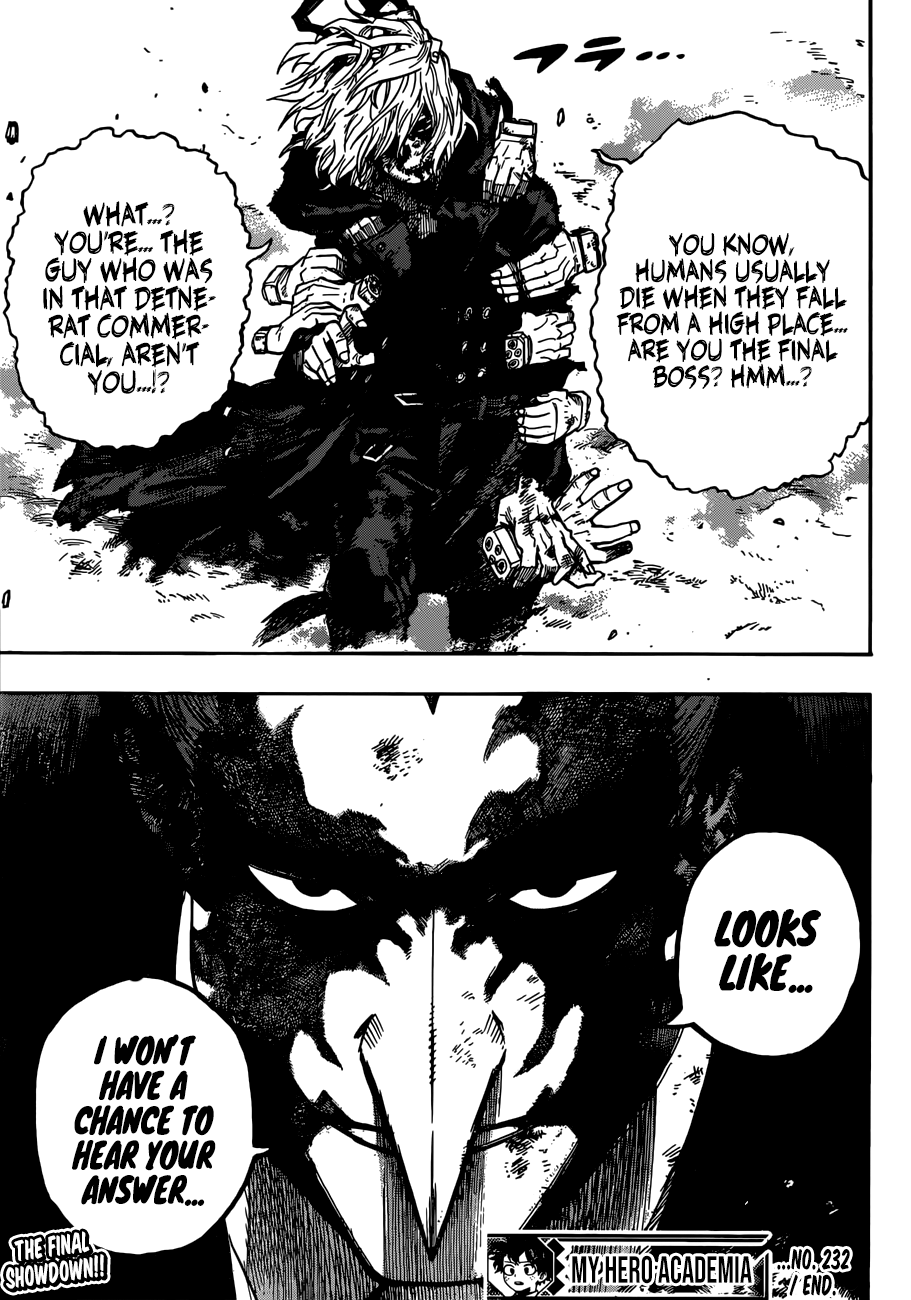 フラ…
YOU KNOW,
HUMANS USUALLY
DIE WHEN THEY FALL
FROM A HIGH PLACE...
ARE YOU THE FINAL
BOSS? HMM...?
WHAT...?
YOU'RE... THE
GUY WHO WAS
IN THAT DETNE-
RAT COMMER-
CIAL, AREN'T
YOU...!?
LOOKS
LIKE...
I WON'T
HAVE A
CHANCE TO
HEAR YOUR
ANSWER...
THE FINAL
SHOWDOWN!!
MY HERO ACADEMIA
...NO. 232
/ END.